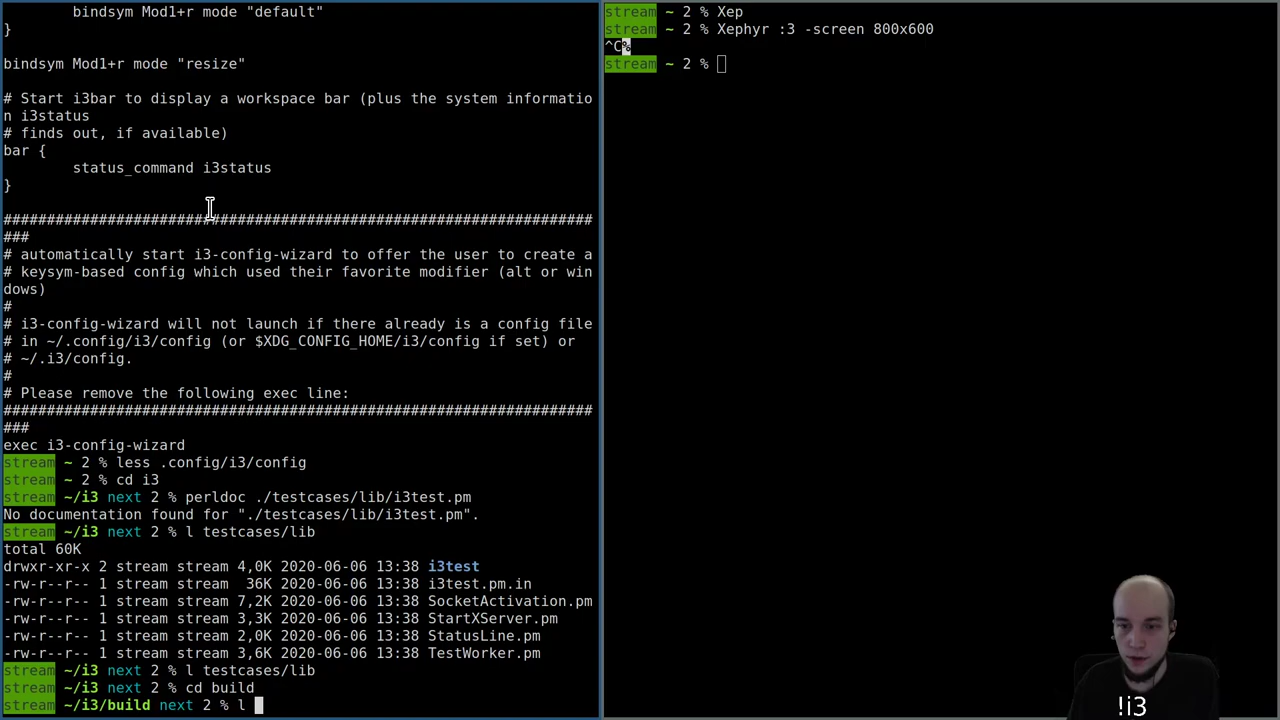 bindsym Mod1+r mode "default"
}

bindsym Mod1+r mode "resize"

# Start i3bar to display a workspace bar (plus the system informatio
n i3status
# finds out, if available)
bar {
        status_command i3status
}

####################################################################
###
# automatically start i3-config-wizard to offer the user to create a
# keysym-based config which used their favorite modifier (alt or win
dows)
#
# i3-config-wizard will not launch if there already is a config file
# in ~/.config/i3/config (or $XDG_CONFIG_HOME/i3/config if set) or
# ~/.i3/config.
#
# Please remove the following exec line:
####################################################################
###
exec i3-config-wizard
stream ~ 2 % less .config/i3/config
stream ~ 2 % cd i3
stream ~/i3 next 2 % perldoc ./testcases/lib/i3test.pm
No documentation found for "./testcases/lib/i3test.pm".
stream ~/i3 next 2 % l testcases/lib
total 60K
drwxr-xr-x 2 stream stream 4,0K 2020-06-06 13:38 i3test
-rw-r--r-- 1 stream stream  36K 2020-06-06 13:38 i3test.pm.in
-rw-r--r-- 1 stream stream 7,2K 2020-06-06 13:38 SocketActivation.pm
-rw-r--r-- 1 stream stream 3,3K 2020-06-06 13:38 StartXServer.pm
-rw-r--r-- 1 stream stream 2,0K 2020-06-06 13:38 StatusLine.pm
-rw-r--r-- 1 stream stream 3,6K 2020-06-06 13:38 TestWorker.pm
stream ~/i3 next 2 % l testcases/lib
stream ~/i3 next 2 % cd build
stream ~/i3/build next 2 % l
stream ~ 2 % Xep
stream ~ 2 % Xephyr :3 -screen 800x600
^C%
stream ~ 2 %
!i3